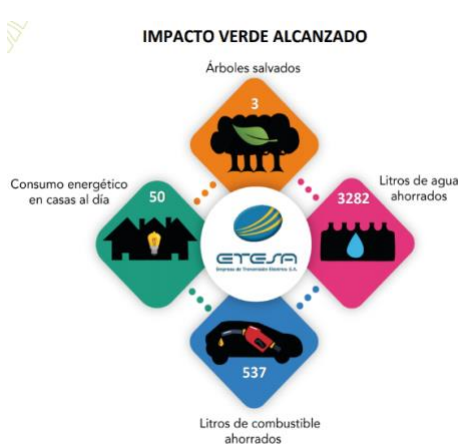 IMPACTO VERDE ALCANZADO
Árboles salvados
3
Consumo energético
en casas al día
50
Litros de agua
ahorrados
3282
ETESA
Empresa de Transmisión Eléctrica S.A.
537
Litros de combustible
ahorrados